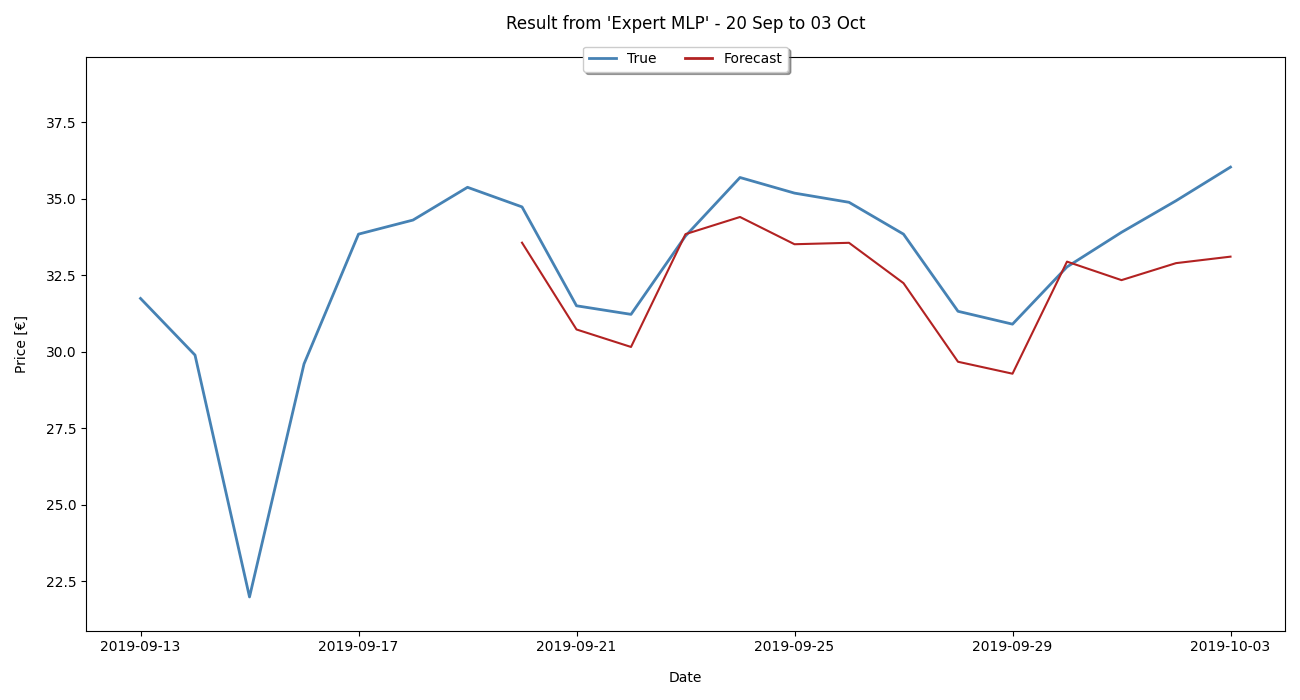 Result from 'Expert MLP' - 20 Sep to 03 Oct
True
Forecast
37.5
35.0
32.5
30.0
27.5
25.0
22.5
Price [€]
2019-09-13
2019-09-17
2019-09-21
2019-09-25
2019-09-29
2019-10-03
Date